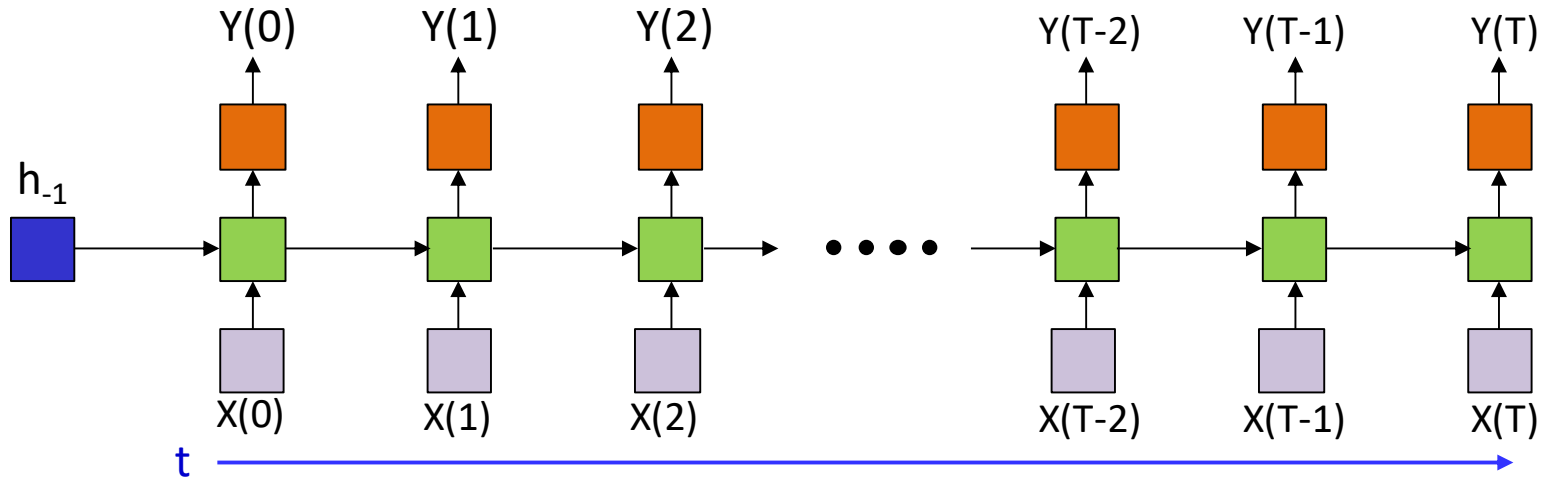 Y(0) Y(1) Y(2) Y(T-2) Y(T-1) Y(T)
h-1
X(0) X(1) X(2) X(T-2) X(T-1) X(T)
t